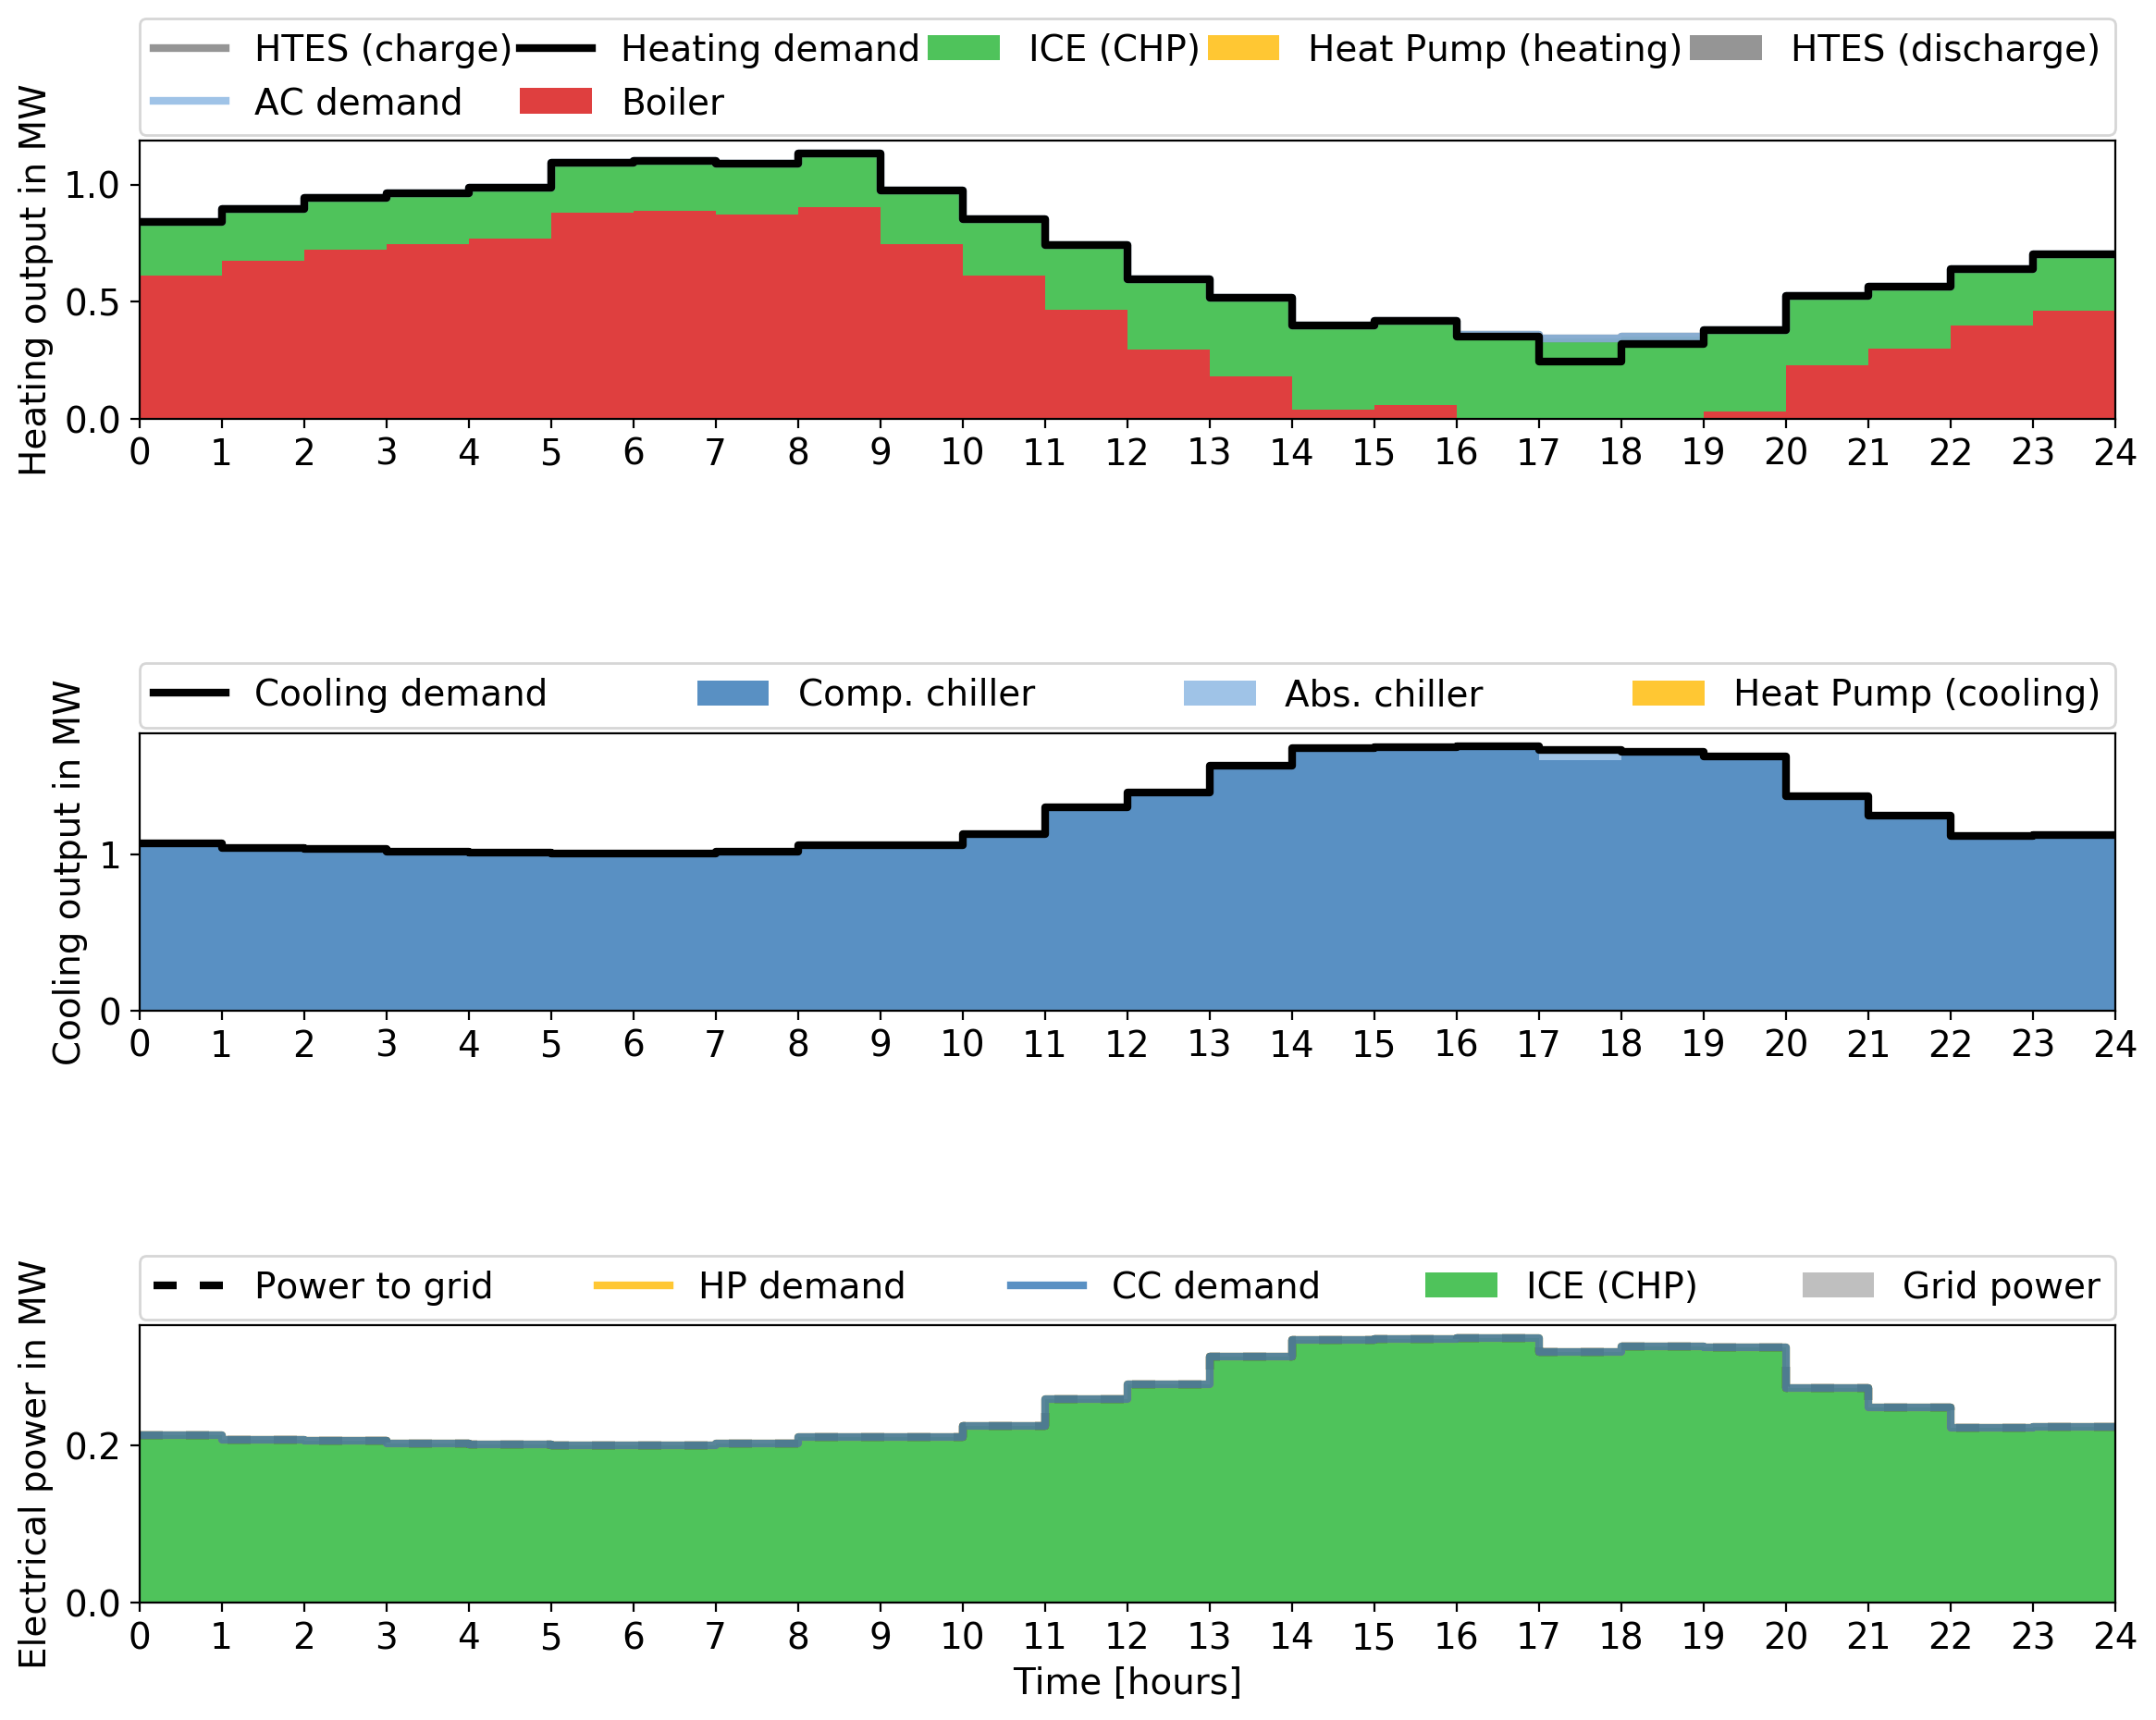 HTES (charge) Heating demand ICE (CHP) Heat Pump (heating) HTES (discharge)
AC demand Boiler
Heating output in MW
1.0
0.5
0.0
0 1 2 3 4 5 6 7 8 9 10 11 12 13 14 15 16 17 18 19 20 21 22 23 24
Cooling demand Comp. chiller Abs. chiller Heat Pump (cooling)
Cooling output in MW
1
0
0 1 2 3 4 5 6 7 8 9 10 11 12 13 14 15 16 17 18 19 20 21 22 23 24
Power to grid HP demand CC demand ICE (CHP) Grid power
Electrical power in MW
0.2
0.0
0 1 2 3 4 5 6 7 8 9 10 11 12 13 14 15 16 17 18 19 20 21 22 23 24
Time [hours]